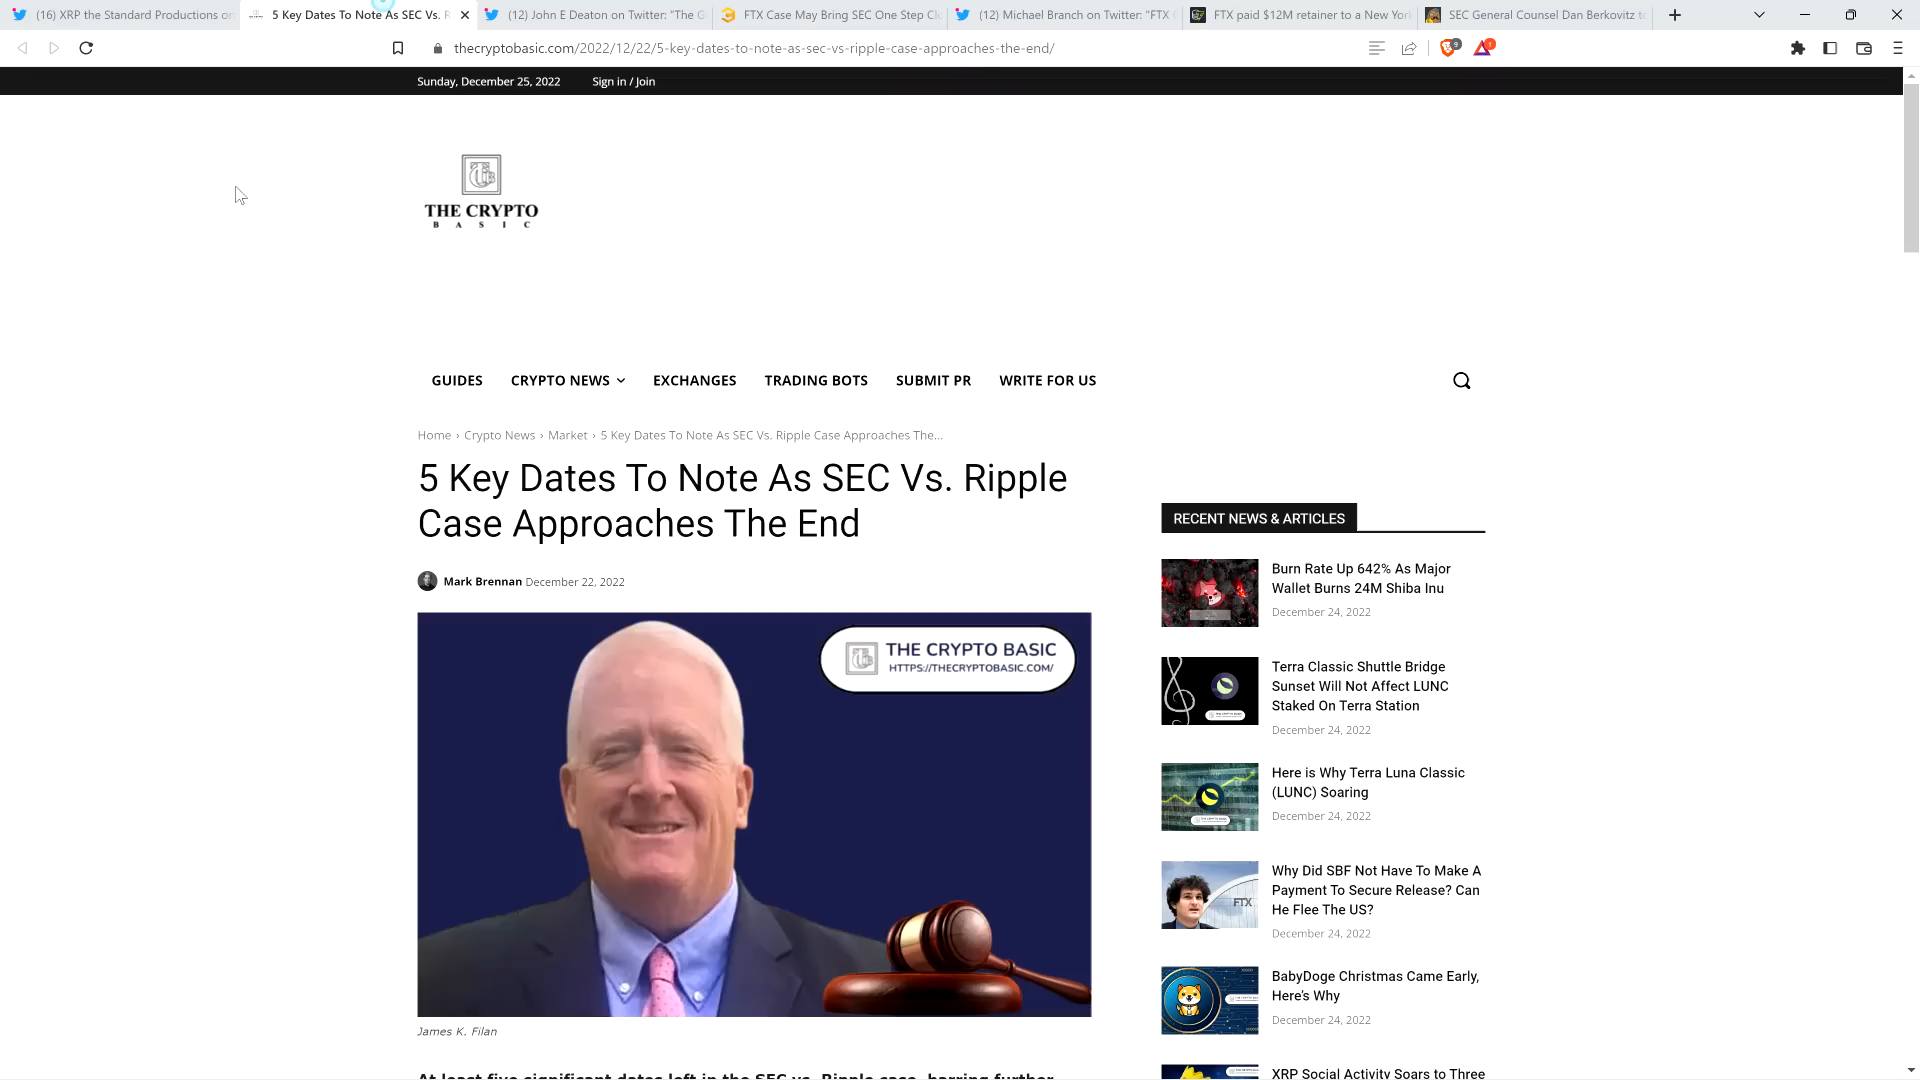 (16) XRP the Standard Productions on
5 Key Dates To Note As SEC Vs. R
(12) John E Deaton on Twitter: "The G
FTX Case May Bring SEC One Step Cl
(12) Michael Branch on Twitter: "FTX
FTX paid $12M retainer to a New York
SEC General Counsel Dan Berkovitz to
thecryptobasic.com/2022/12/22/5-key-dates-to-note-as-sec-vs-ripple-case-approaches-the-end/
Sunday, December 25, 2022
Sign in / Join
THE CRYPTO
BASIC
GUIDES
CRYPTO NEWS
EXCHANGES
TRADING BOTS
SUBMIT PR
WRITE FOR US
Home › Crypto News › Market › 5 Key Dates To Note As SEC Vs. Ripple Case Approaches The...
5 Key Dates To Note As SEC Vs. Ripple
Case Approaches The End
Mark Brennan December 22, 2022
THE CRYPTO BASIC
HTTPS://THECRYPTOBASIC.COM/
James K. Filan
At least five significant dates left in the SEC vs. Ripple case, barring further
RECENT NEWS & ARTICLES
Burn Rate Up 642% As Major
Wallet Burns 24M Shiba Inu
December 24, 2022
Terra Classic Shuttle Bridge
Sunset Will Not Affect LUNC
Staked On Terra Station
December 24, 2022
Here is Why Terra Luna Classic
(LUNC) Soaring
December 24, 2022
FTX
Why Did SBF Not Have To Make A
Payment To Secure Release? Can
He Flee The US?
December 24, 2022
BabyDoge Christmas Came Early,
Here's Why
December 24, 2022
XRP Social Activity Soars to Three